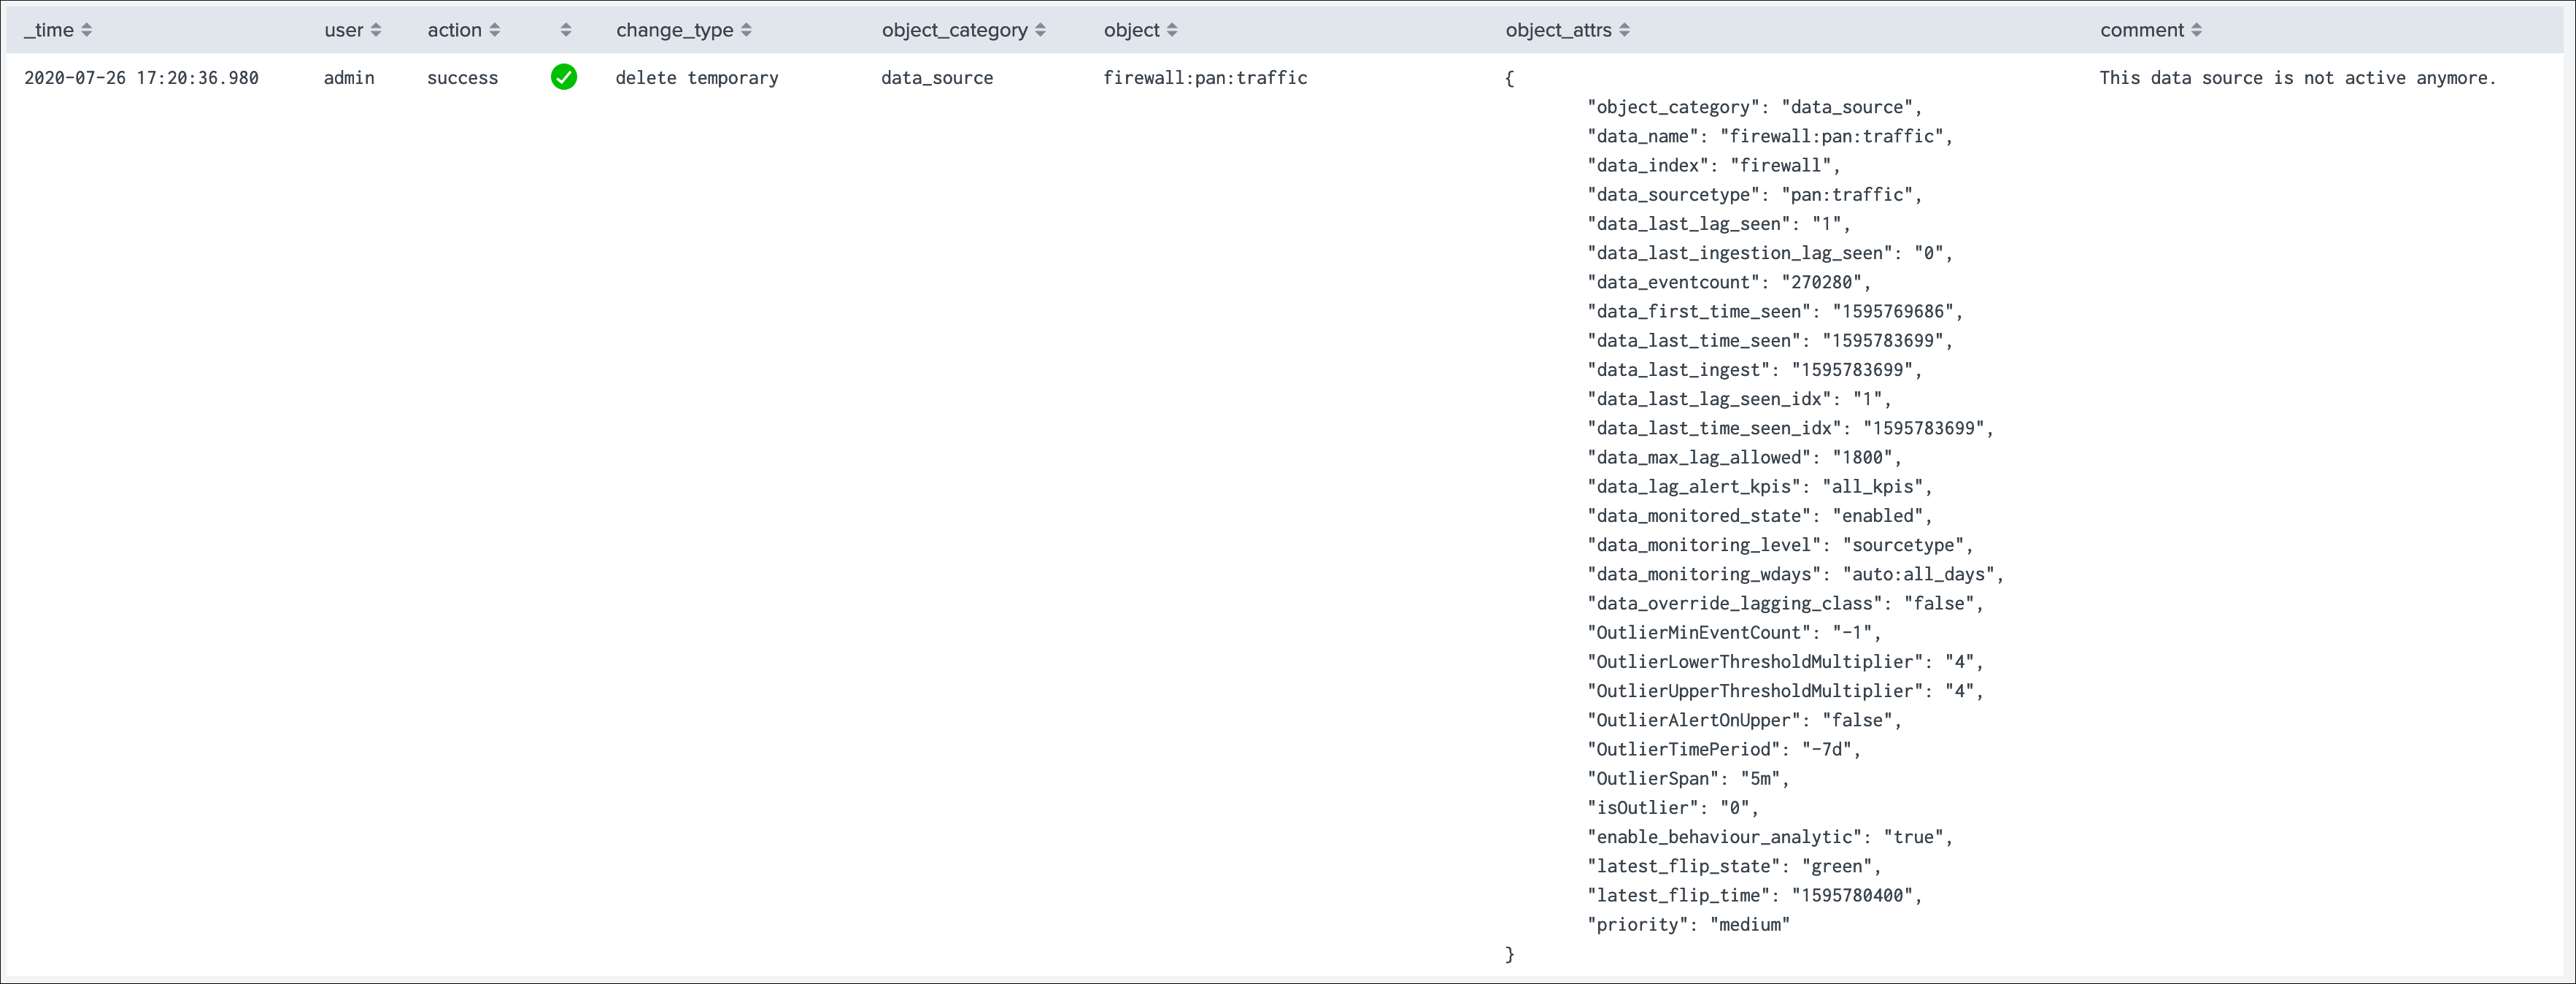 _time user action change_type object_category object object_attrs comment
2020-07-26 17:20:36.980 admin success delete temporary data_source firewall:pan:traffic { This data source is not active anymore.
"object_category": "data_source",
"data_name": "firewall:pan:traffic",
"data_index": "firewall",
"data_sourcetype": "pan:traffic",
"data_last_lag_seen": "1",
"data_last_ingestion_lag_seen": "0",
"data_eventcount": "270280",
"data_first_time_seen": "1595769686",
"data_last_time_seen": "1595783699",
"data_last_ingest": "1595783699",
"data_last_lag_seen_idx": "1",
"data_last_time_seen_idx": "1595783699",
"data_max_lag_allowed": "1800",
"data_lag_alert_kpis": "all_kpis",
"data_monitored_state": "enabled",
"data_monitoring_level": "sourcetype",
"data_monitoring_wdays": "auto:all_days",
"data_override_lagging_class": "false",
"OutlierMinEventCount": "-1",
"OutlierLowerThresholdMultiplier": "4",
"OutlierUpperThresholdMultiplier": "4",
"OutlierAlertOnUpper": "false",
"OutlierTimePeriod": "-7d",
"OutlierSpan": "5m",
"isOutlier": "0",
"enable_behaviour_analytic": "true",
"latest_flip_state": "green",
"latest_flip_time": "1595780400",
"priority": "medium"
}